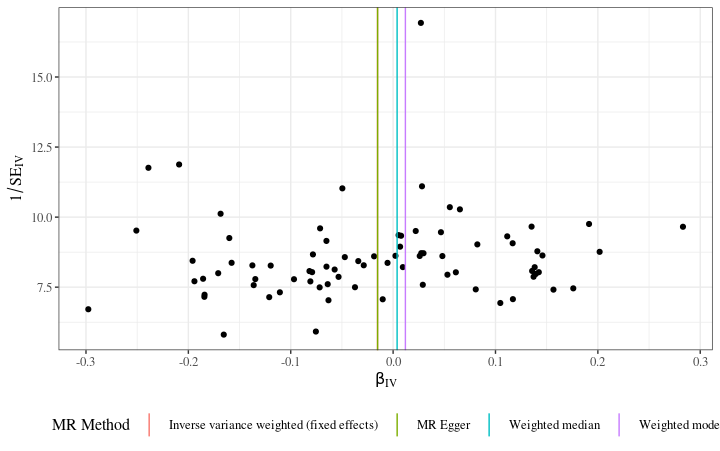 15.0
12.5
10.0
7.5
1/SE_IV
-0.3 -0.2 -0.1 0.0 0.1 0.2 0.3
β_IV
MR Method Inverse variance weighted (fixed effects) MR Egger Weighted median Weighted mode